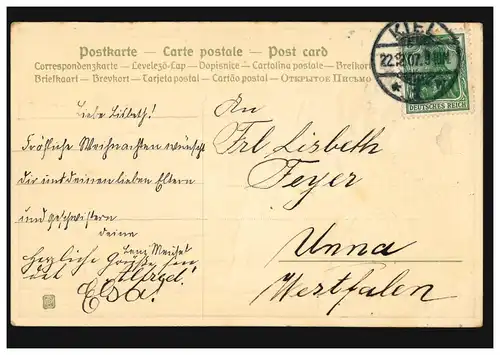 Postkarte – Carte postale – Post card
Correspondenzkarte – Levelező-Lap – Dopisnice – Cartolina postale – Brefkort
Briefkaart – Brevkort – Tarjeta postal – Cartão postal – Открытое Письмо
KIEL
22.12.07.
DEUTSCHES REICH
Liebe Lisbeth!
Fröhliche Weihnachten wünscht
dir und deinen lieben Eltern
und geschwistern
deine
Herzliche Grüße
Elsa!
An
Frl. Lisbeth
Feyer
Unna
Westfalen